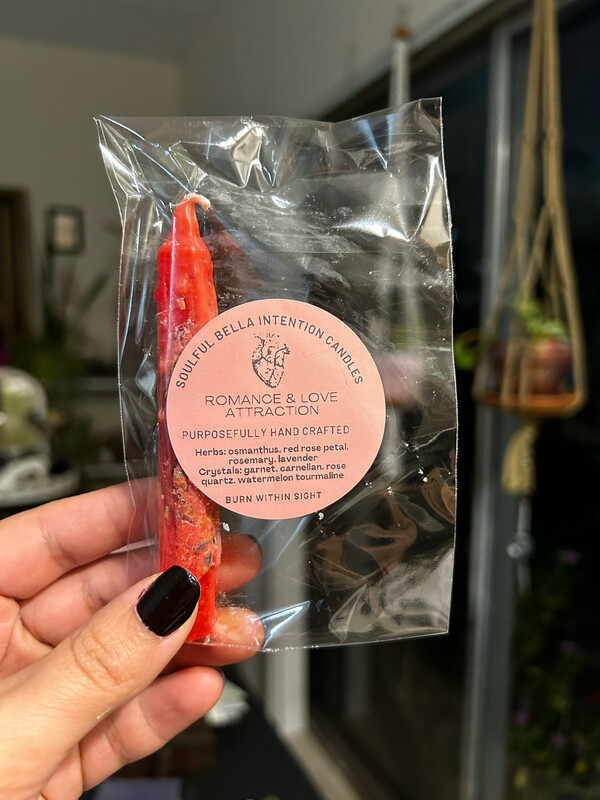 SOULFUL BELLA INTENTION CANDLES
ROMANCE & LOVE
ATTRACTION
PURPOSEFULLY HAND CRAFTED
Herbs: osmanthus, red rose petal,
rosemary, lavender
Crystals: garnet, carnelian, rose
quartz, watermelon tourmaline
BURN WITHIN SIGHT